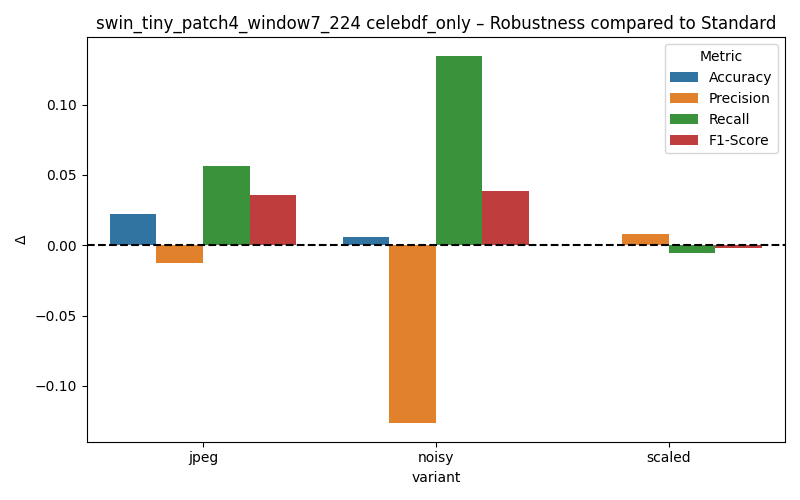 swin_tiny_patch4_window7_224 celebdf_only – Robustness compared to Standard
Metric
Accuracy
Precision
Recall
F1-Score
0.10
0.05
0.00
−0.05
−0.10
Δ
jpeg
noisy
scaled
variant